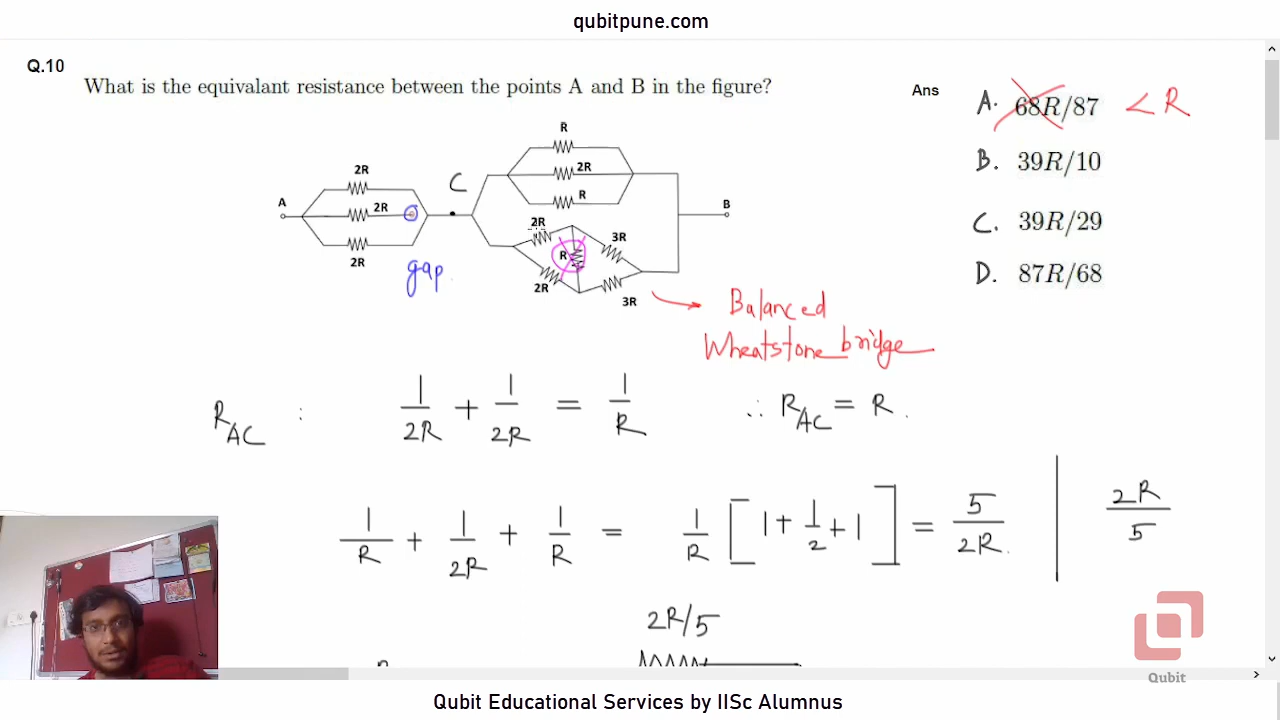 qubitpune.com
Q.10
What is the equivalant resistance between the points A and B in the figure?
Ans
A. 68R/87 < R
B. 39R/10
C. 39R/29
D. 87R/68
R
2R
R
C
2R
2R
2R
A
B
2R
3R
R
2R
3R
gap
Balanced
Wheatstone bridge
R_AC : 1/2R + 1/2R = 1/R ∴ R_AC = R.
1/R + 1/2R + 1/R = 1/R [1 + 1/2 + 1] = 5/2R. | 2R/5
2R/5
Qubit
Qubit Educational Services by IISc Alumnus